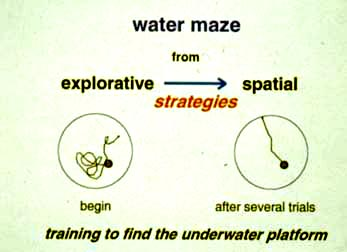 water maze
from
explorative spatial
strategies
begin after several trials
training to find the underwater platform